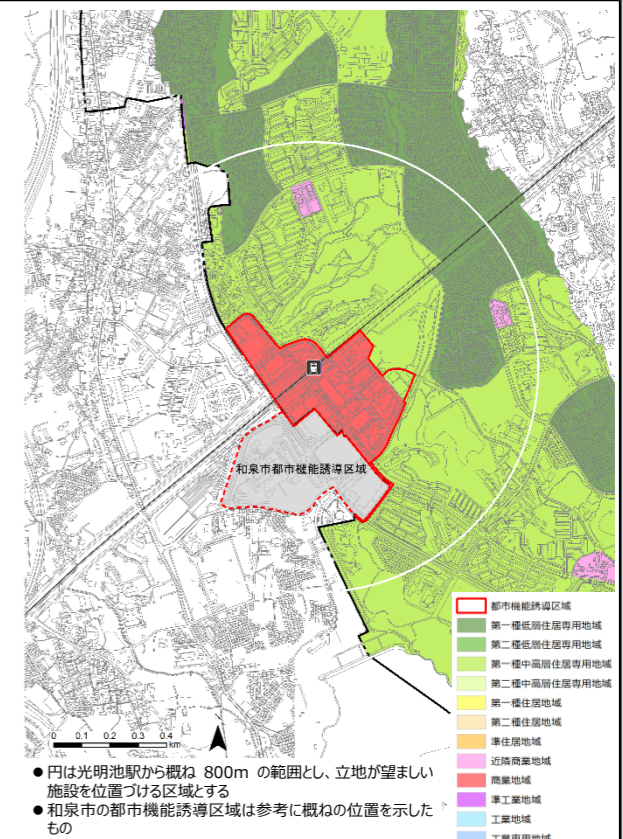 和泉市都市機能誘導区域
都市機能誘導区域
第一種低層住居専用地域
第二種低層住居専用地域
第一種中高層住居専用地域
第二種中高層住居専用地域
第一種住居地域
第二種住居地域
準住居地域
近隣商業地域
商業地域
準工業地域
工業地域
工業専用地域
0 0.1 0.2 0.3 0.4
km
●円は光明池駅から概ね 800m の範囲とし、立地が望ましい
施設を位置づける区域とする
●和泉市の都市機能誘導区域は参考に概ねの位置を示した
もの